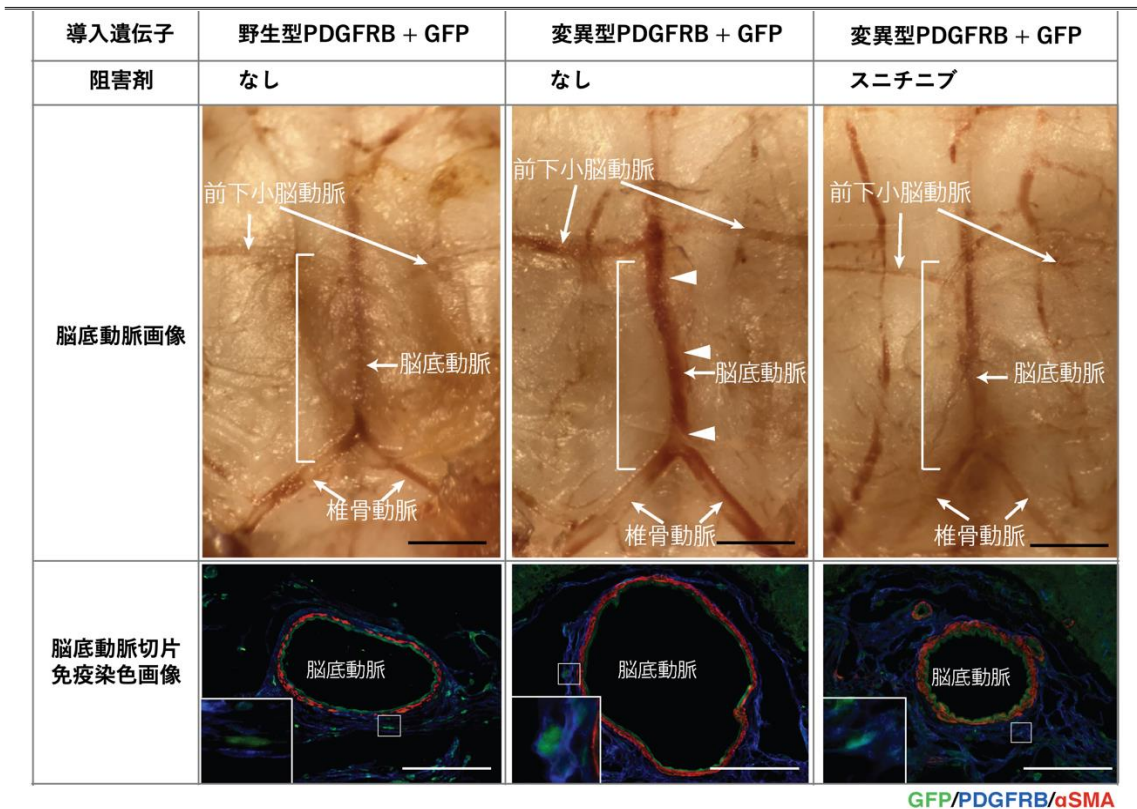 導入遺伝子
野生型PDGFRB + GFP
変異型PDGFRB + GFP
変異型PDGFRB + GFP
阻害剤
なし
なし
スニチニブ
脳底動脈画像
前下小脳動脈
脳底動脈
椎骨動脈
前下小脳動脈
脳底動脈
椎骨動脈
前下小脳動脈
脳底動脈
椎骨動脈
脳底動脈切片
免疫染色画像
脳底動脈
脳底動脈
脳底動脈
GFP/PDGFRB/αSMA